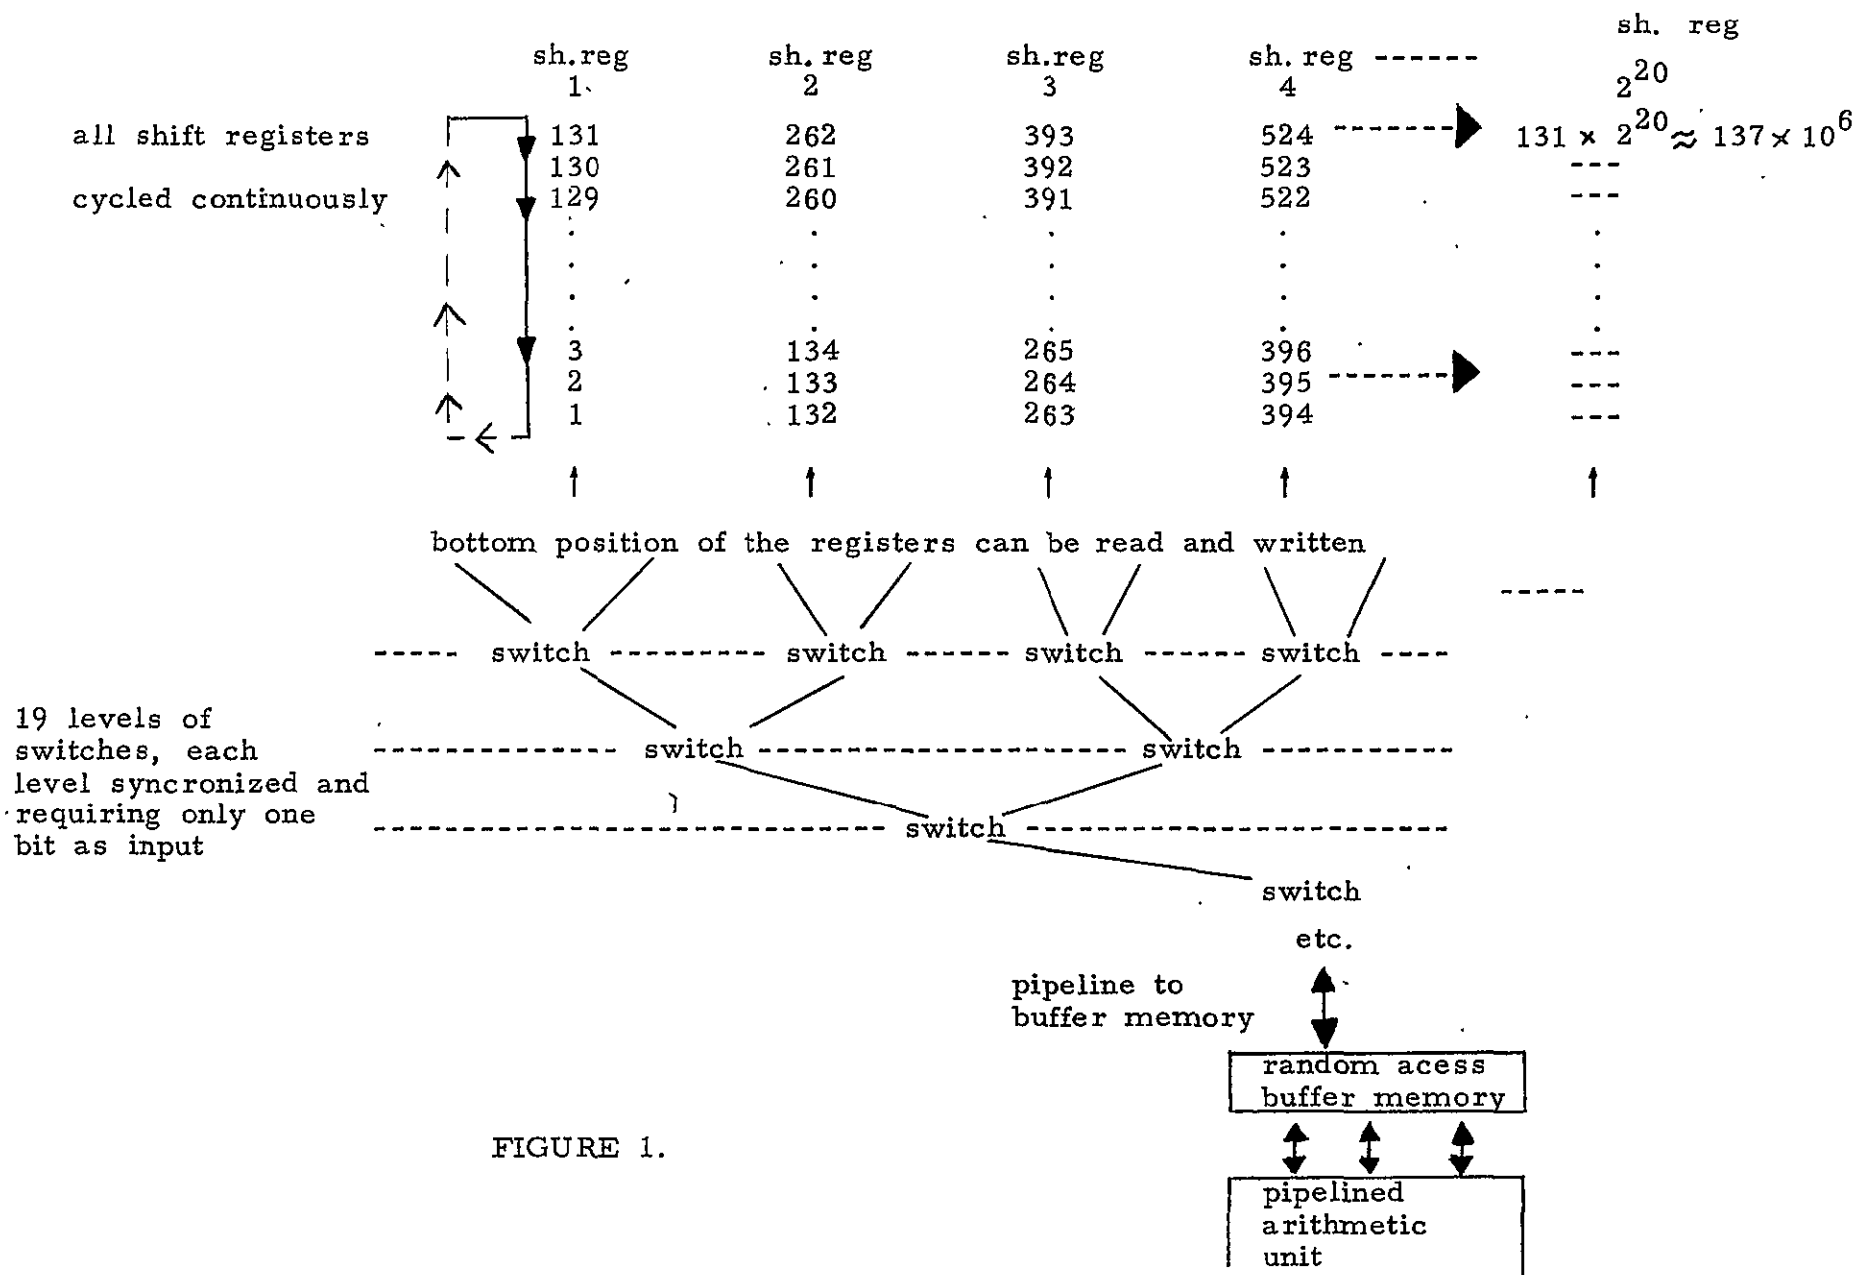 sh. reg
sh.reg sh. reg sh.reg sh. reg ------
1 2 3 4 2^20
all shift registers 131 262 393 524 131 × 2^20 ≈ 137 × 10^6
130 261 392 523 ---
cycled continuously 129 260 391 522 ---
. . . . .
. . . . .
. . . . .
. . . . .
3 134 265 396 ---
2 133 264 395 ---
1 132 263 394 ---
bottom position of the registers can be read and written
switch switch switch switch
19 levels of
switches, each
level syncronized and
requiring only one
bit as input
switch switch
switch
switch
etc.
pipeline to
buffer memory
random acess
buffer memory
FIGURE 1.
pipelined
arithmetic
unit